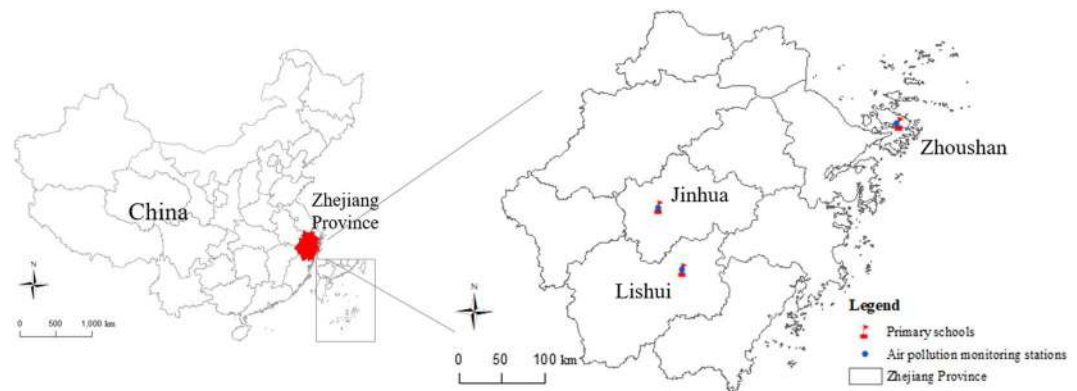 China
Zhejiang
Province
N
0 500 1,000 km
Zhoushan
Jinhua
Lishui
N
0 50 100 km
Legend
Primary schools
Air pollution monitoring stations
Zhejiang Province